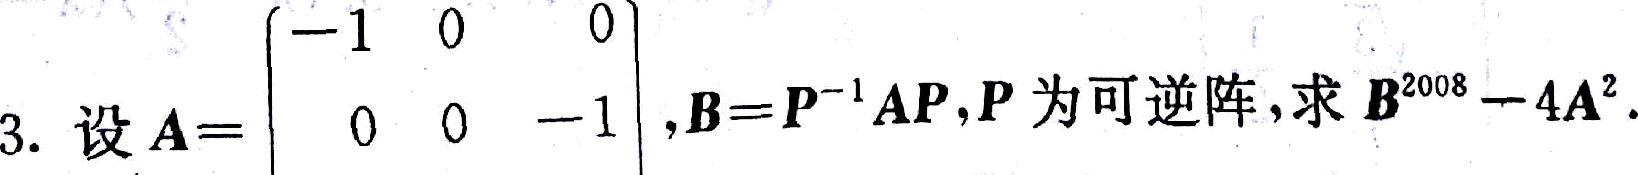 3. 设 A= [ −1 0 0
0 0 −1 ], B=P⁻¹AP, P 为可逆阵, 求 B²⁰⁰⁸−4A².